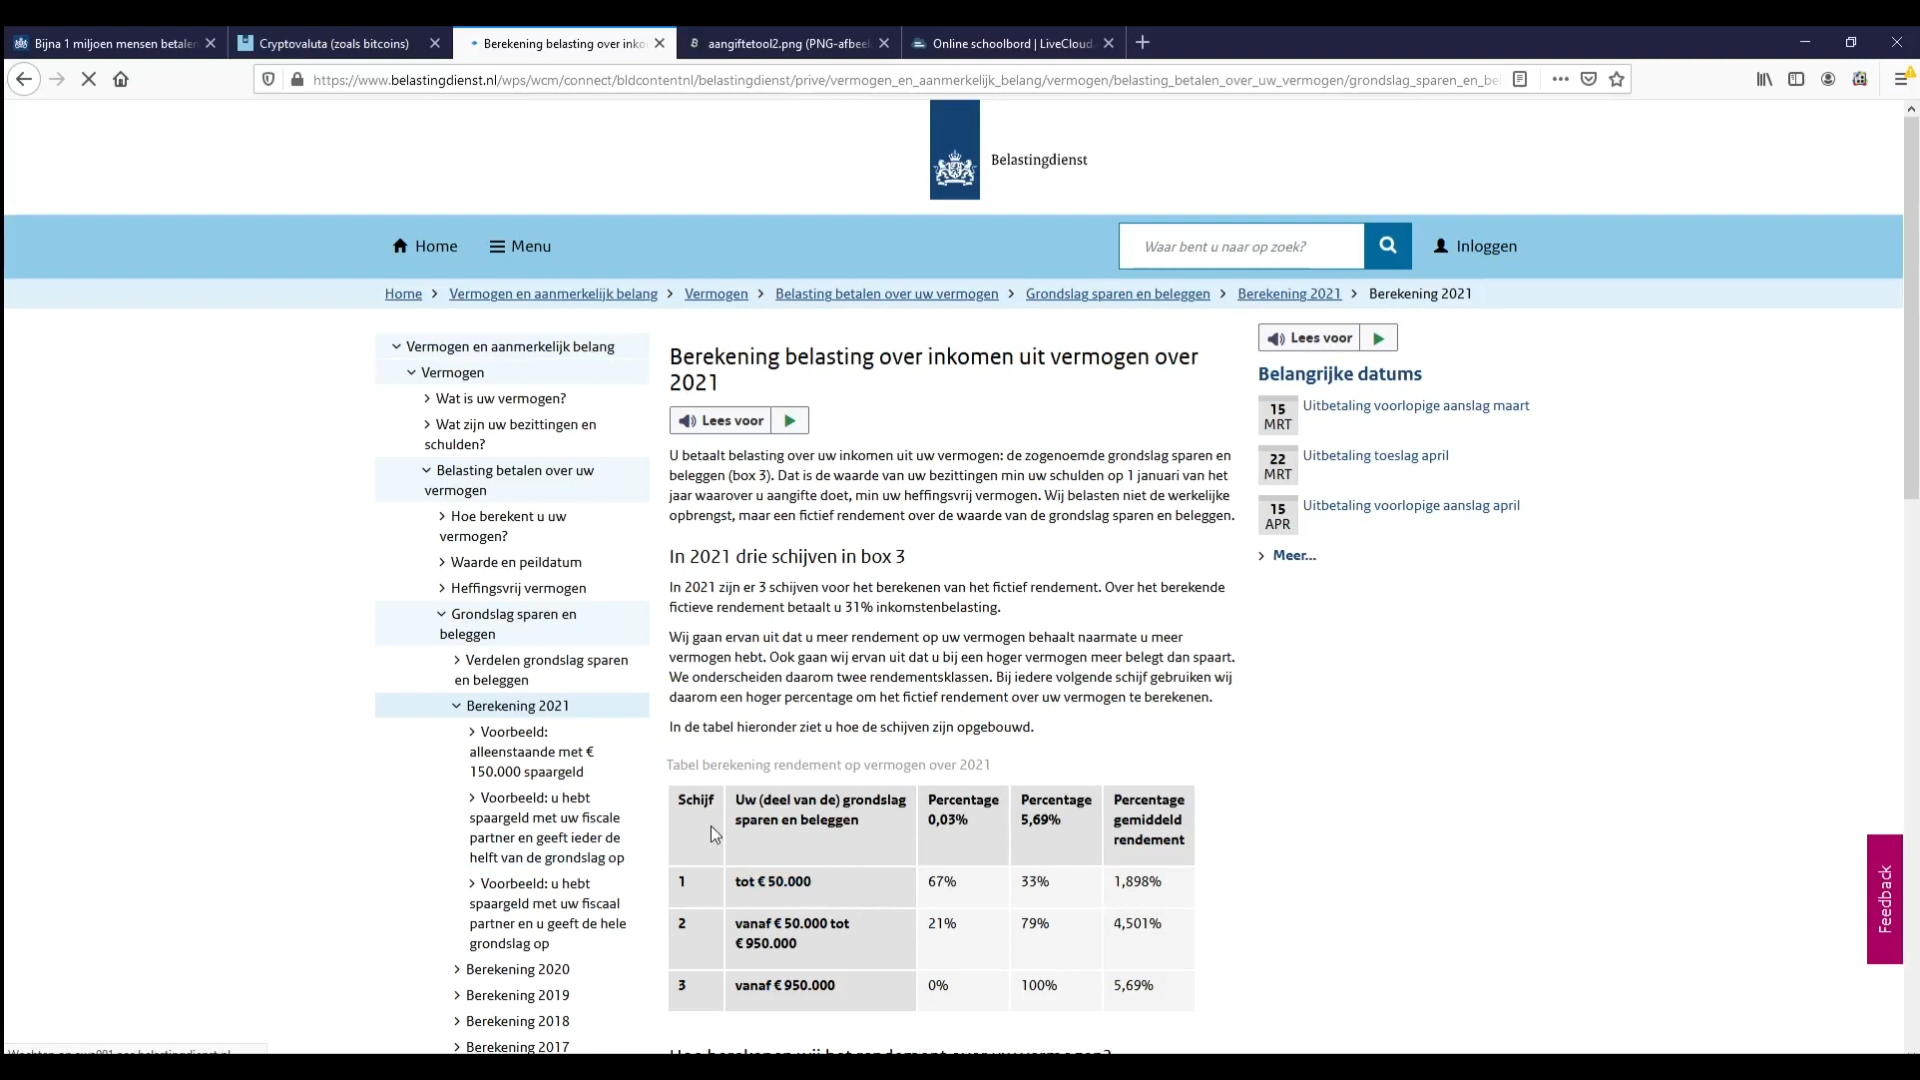 Bijna 1 miljoen mensen betalen
Cryptovaluta (zoals bitcoins)
Berekening belasting over inko
aangiftetool2.png (PNG-afbeel
Online schoolbord | LiveCloud
https://www.belastingdienst.nl/wps/wcm/connect/bldcontentnl/belastingdienst/prive/vermogen_en_aanmerkelijk_belang/vermogen/belasting_betalen_over_uw_vermogen/grondslag_sparen_en_be
Belastingdienst
Home
Menu
Waar bent u naar op zoek?
Inloggen
Home > Vermogen en aanmerkelijk belang > Vermogen > Belasting betalen over uw vermogen > Grondslag sparen en beleggen > Berekening 2021 > Berekening 2021
Vermogen en aanmerkelijk belang
Vermogen
Wat is uw vermogen?
Wat zijn uw bezittingen en
schulden?
Belasting betalen over uw
vermogen
Hoe berekent u uw
vermogen?
Waarde en peildatum
Heffingsvrij vermogen
Grondslag sparen en
beleggen
Verdelen grondslag sparen
en beleggen
Berekening 2021
Voorbeeld:
alleenstaande met €
150.000 spaargeld
Voorbeeld: u hebt
spaargeld met uw fiscale
partner en geeft ieder de
helft van de grondslag op
Voorbeeld: u hebt
spaargeld met uw fiscaal
partner en u geeft de hele
grondslag op
Berekening 2020
Berekening 2019
Berekening 2018
Berekening 2017
Berekening belasting over inkomen uit vermogen over
2021
Lees voor
U betaalt belasting over uw inkomen uit uw vermogen: de zogenoemde grondslag sparen en
beleggen (box 3). Dat is de waarde van uw bezittingen min uw schulden op 1 januari van het
jaar waarover u aangifte doet, min uw heffingsvrij vermogen. Wij belasten niet de werkelijke
opbrengst, maar een fictief rendement over de waarde van de grondslag sparen en beleggen.
In 2021 drie schijven in box 3
In 2021 zijn er 3 schijven voor het berekenen van het fictief rendement. Over het berekende
fictieve rendement betaalt u 31% inkomstenbelasting.
Wij gaan ervan uit dat u meer rendement op uw vermogen behaalt naarmate u meer
vermogen hebt. Ook gaan wij ervan uit dat u bij een hoger vermogen meer belegt dan spaart.
We onderscheiden daarom twee rendementsklassen. Bij iedere volgende schijf gebruiken wij
daarom een hoger percentage om het fictief rendement over uw vermogen te berekenen.
In de tabel hieronder ziet u hoe de schijven zijn opgebouwd.
Tabel berekening rendement op vermogen over 2021
Schijf
Uw (deel van de) grondslag
sparen en beleggen
Percentage
0,03%
Percentage
5,69%
Percentage
gemiddeld
rendement
1 tot € 50.000 67% 33% 1,898%
2 vanaf € 50.000 tot 21% 79% 4,501%
€ 950.000
3 vanaf € 950.000 0% 100% 5,69%
Lees voor
Belangrijke datums
15
MRT
Uitbetaling voorlopige aanslag maart
22
MRT
Uitbetaling toeslag april
15
APR
Uitbetaling voorlopige aanslag april
Meer...
Feedback